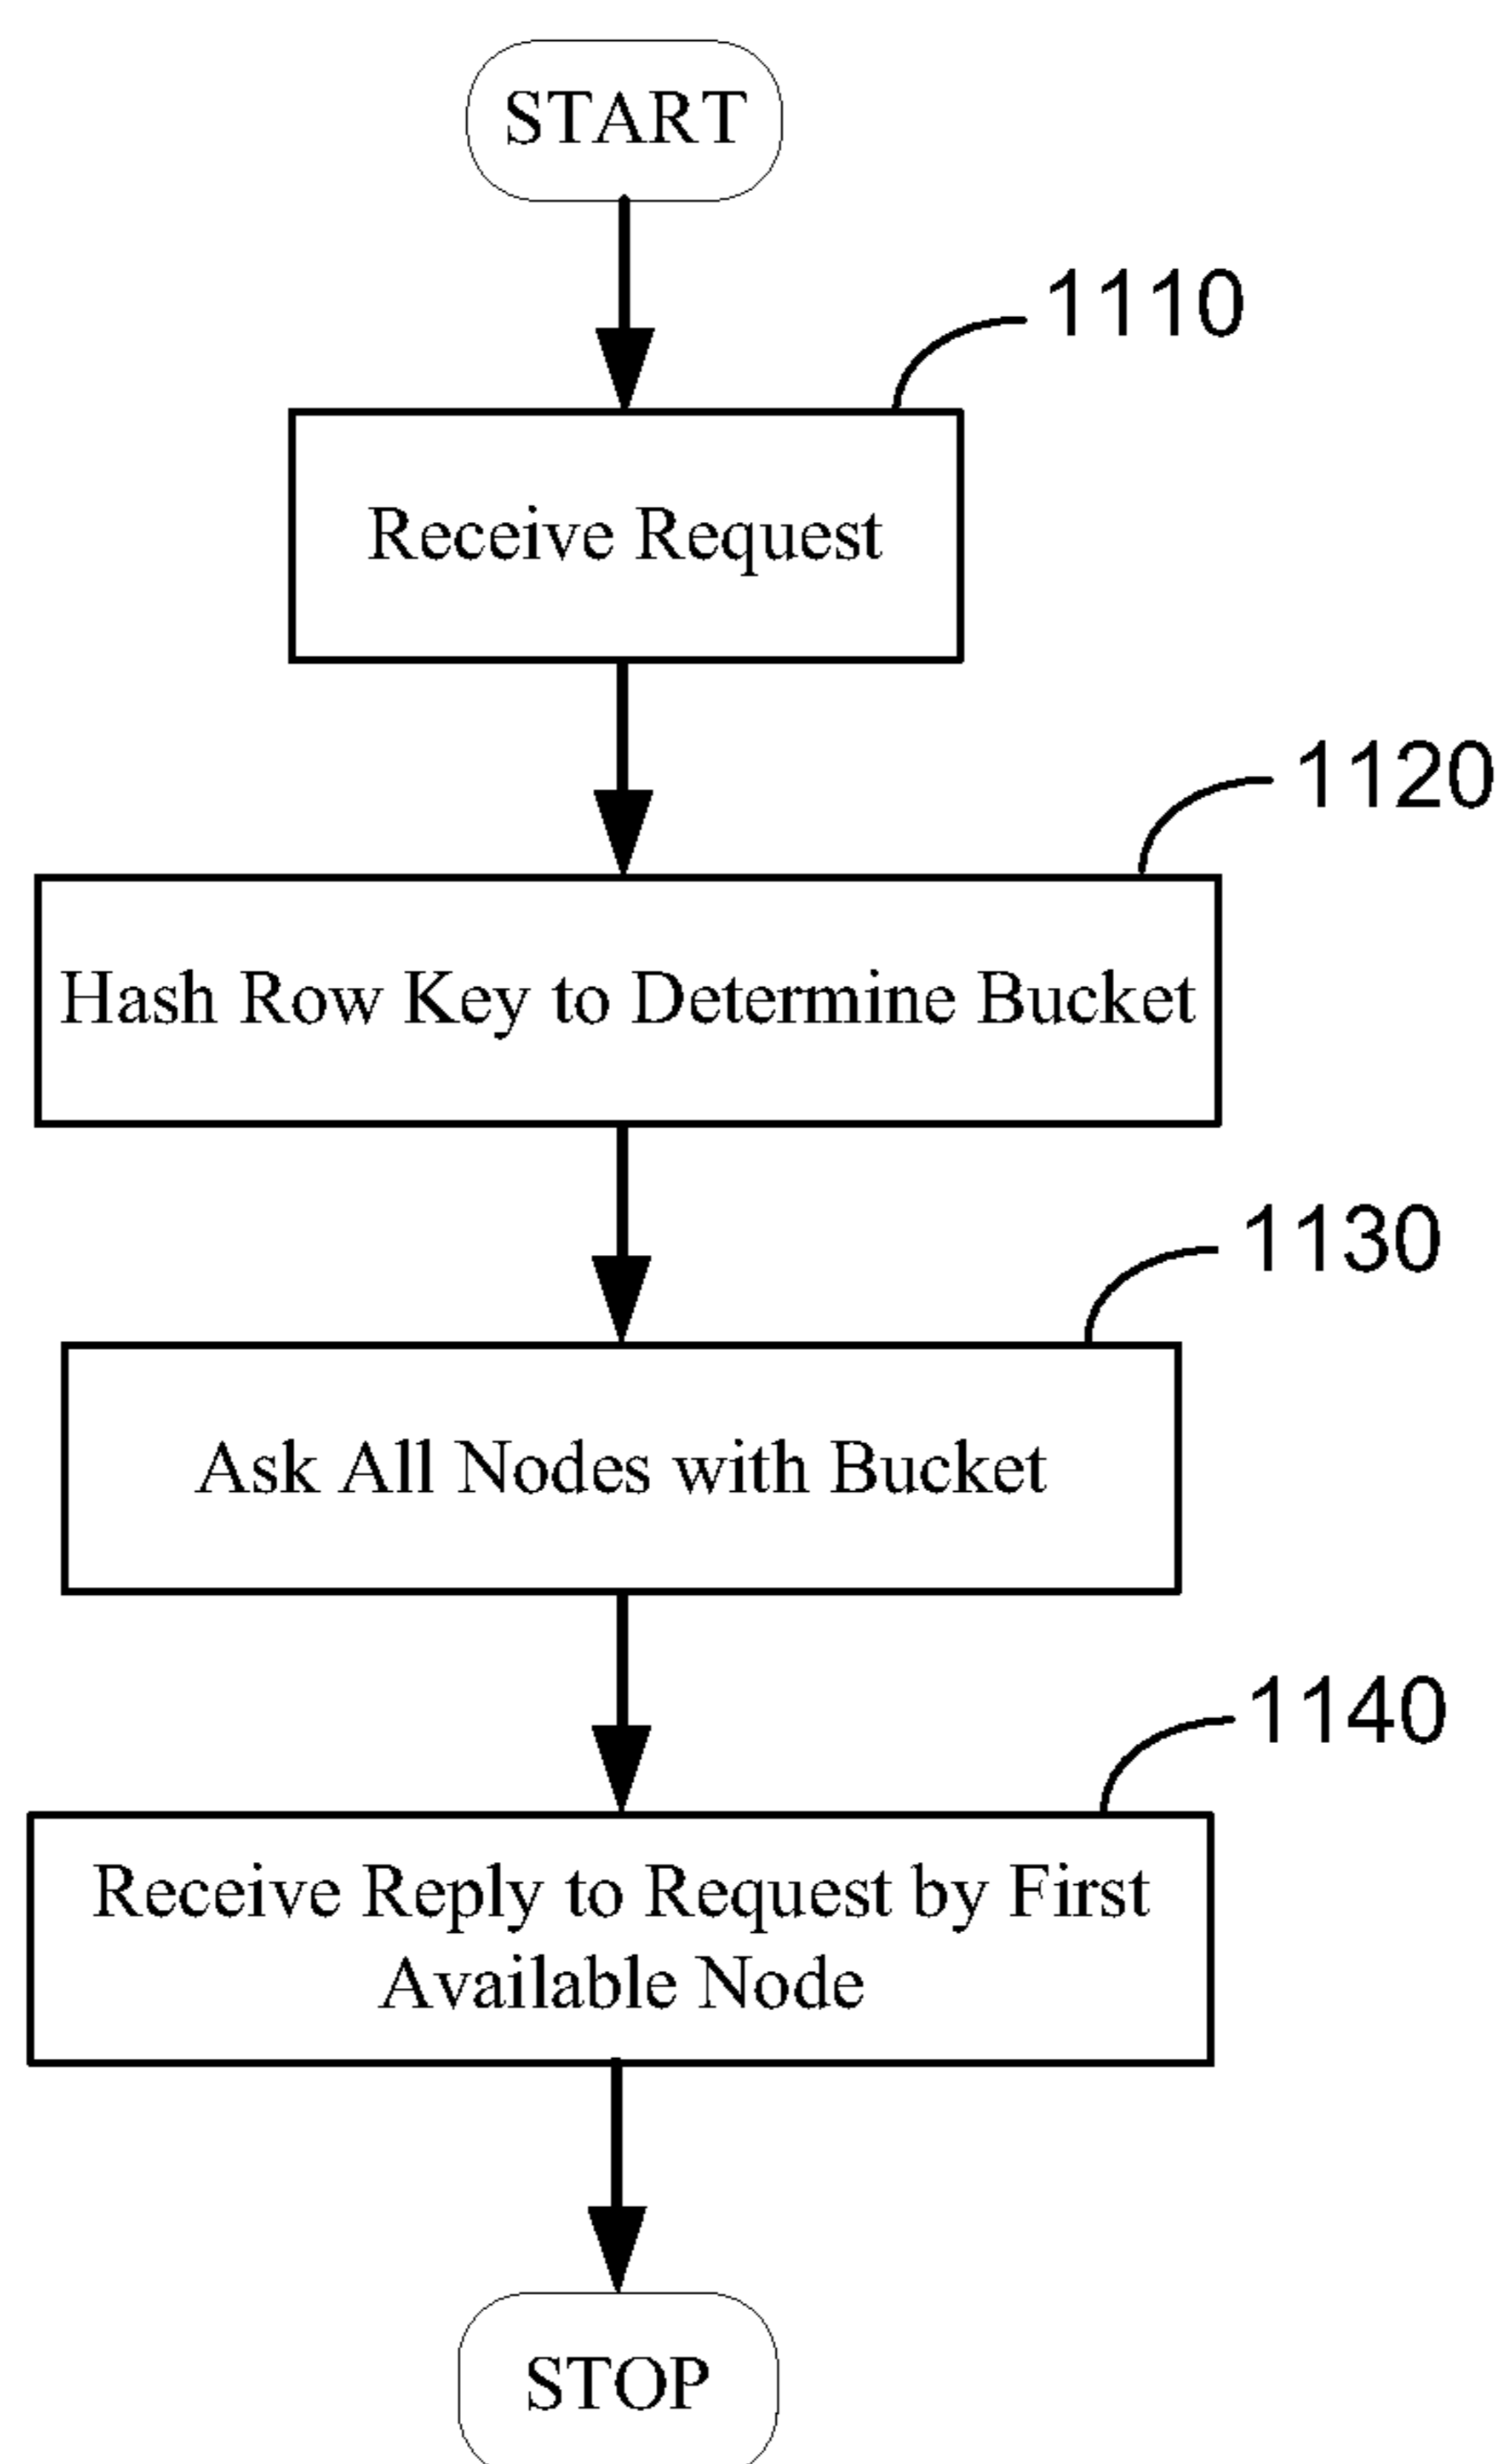 START
1110
Receive Request
1120
Hash Row Key to Determine Bucket
1130
Ask All Nodes with Bucket
1140
Receive Reply to Request by First
Available Node
STOP